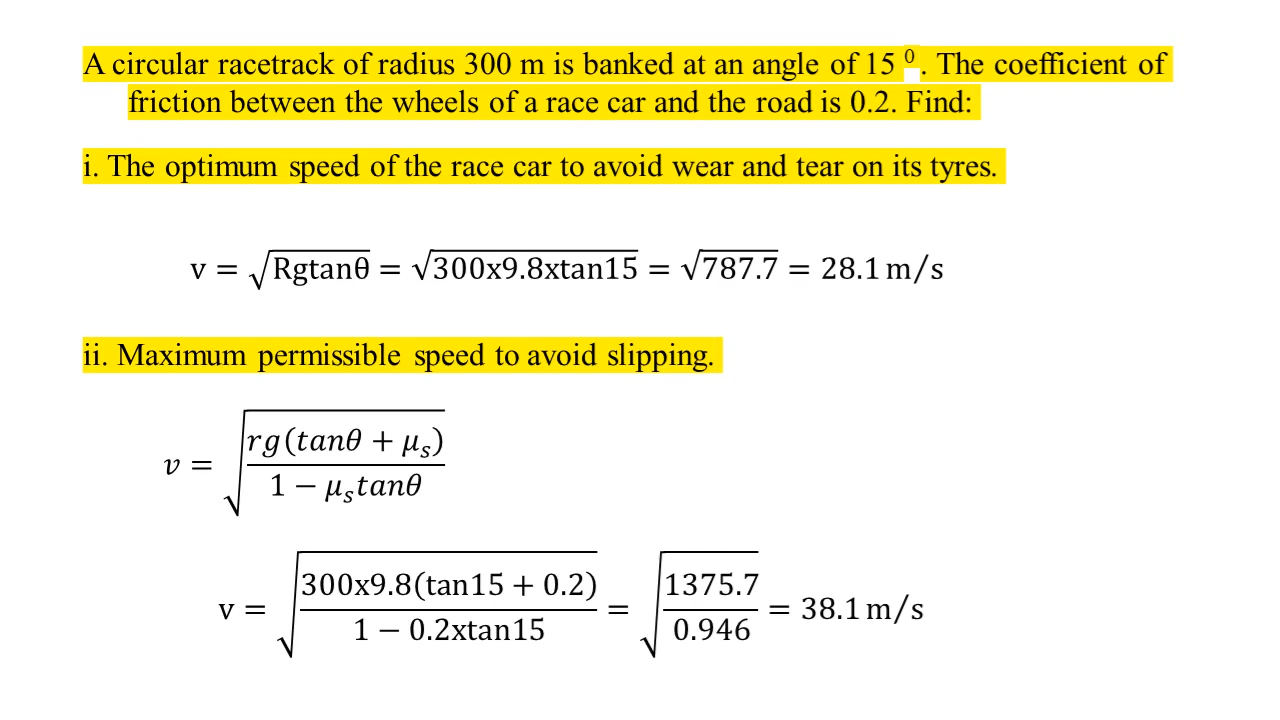 A circular racetrack of radius 300 m is banked at an angle of 15 ⁰. The coefficient of
friction between the wheels of a race car and the road is 0.2. Find:
i. The optimum speed of the race car to avoid wear and tear on its tyres.
v = √Rgtanθ = √300x9.8xtan15 = √787.7 = 28.1 m/s
ii. Maximum permissible speed to avoid slipping.
v = √(rg(tanθ + μₛ) / 1 − μₛtanθ)
v = √(300x9.8(tan15 + 0.2) / 1 − 0.2xtan15) = √(1375.7 / 0.946) = 38.1 m/s